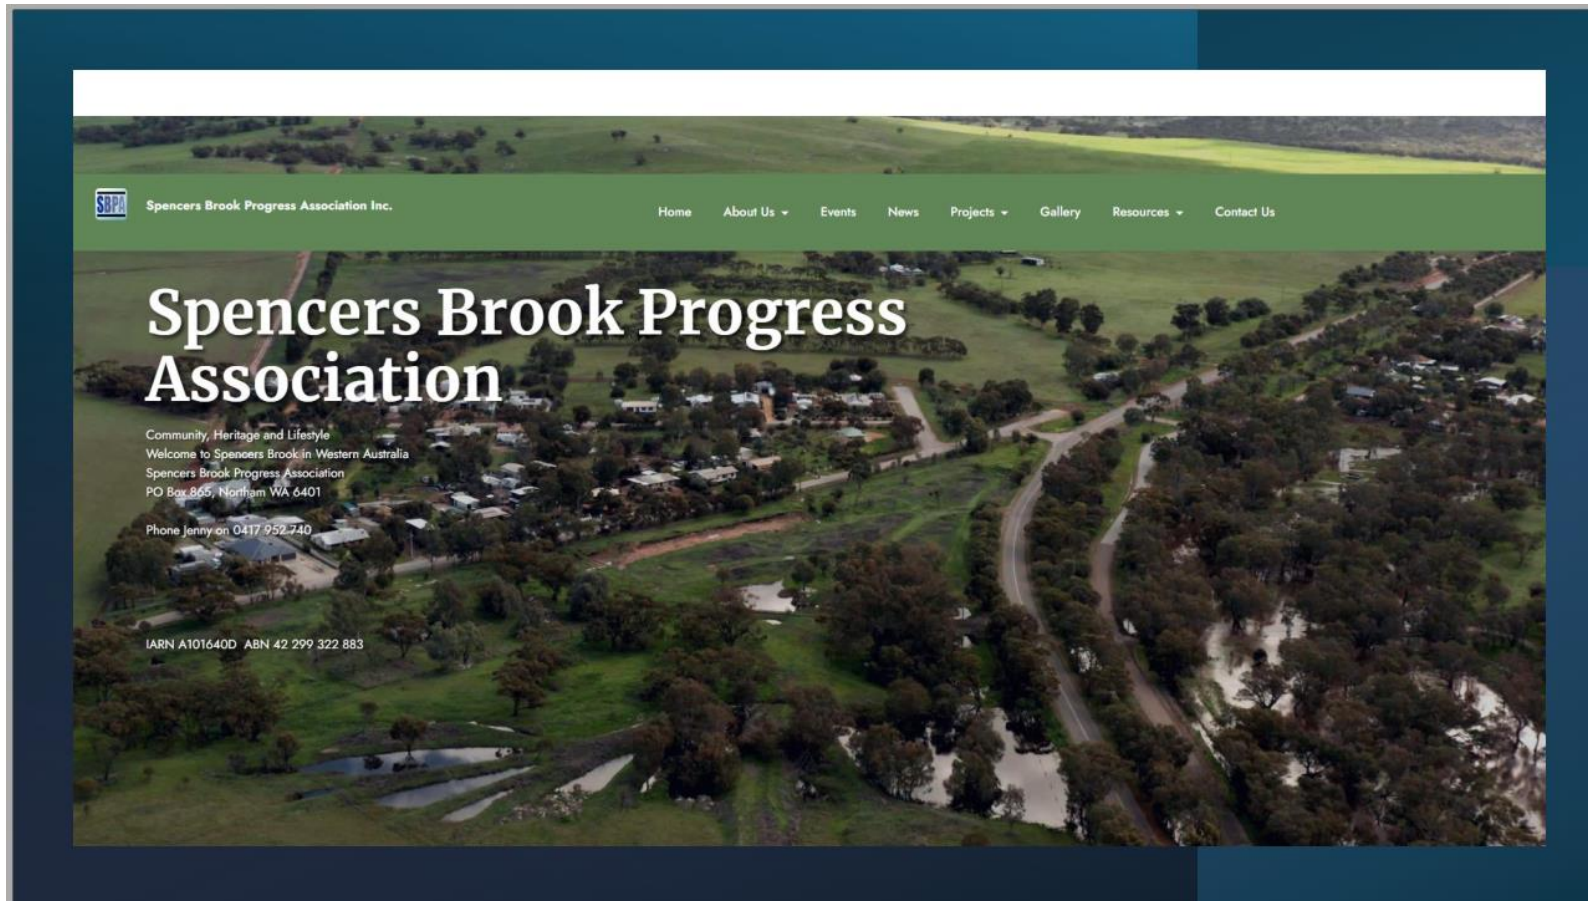 SBPA
Spencers Brook Progress Association Inc.
Home About Us Events News Projects Gallery Resources Contact Us
Spencers Brook Progress
Association
Community, Heritage and Lifestyle
Welcome to Spencers Brook in Western Australia
Spencers Brook Progress Association
PO Box 865, Northam WA 6401
Phone Jenny on 0417 952 740
IARN A101640D ABN 42 299 322 883